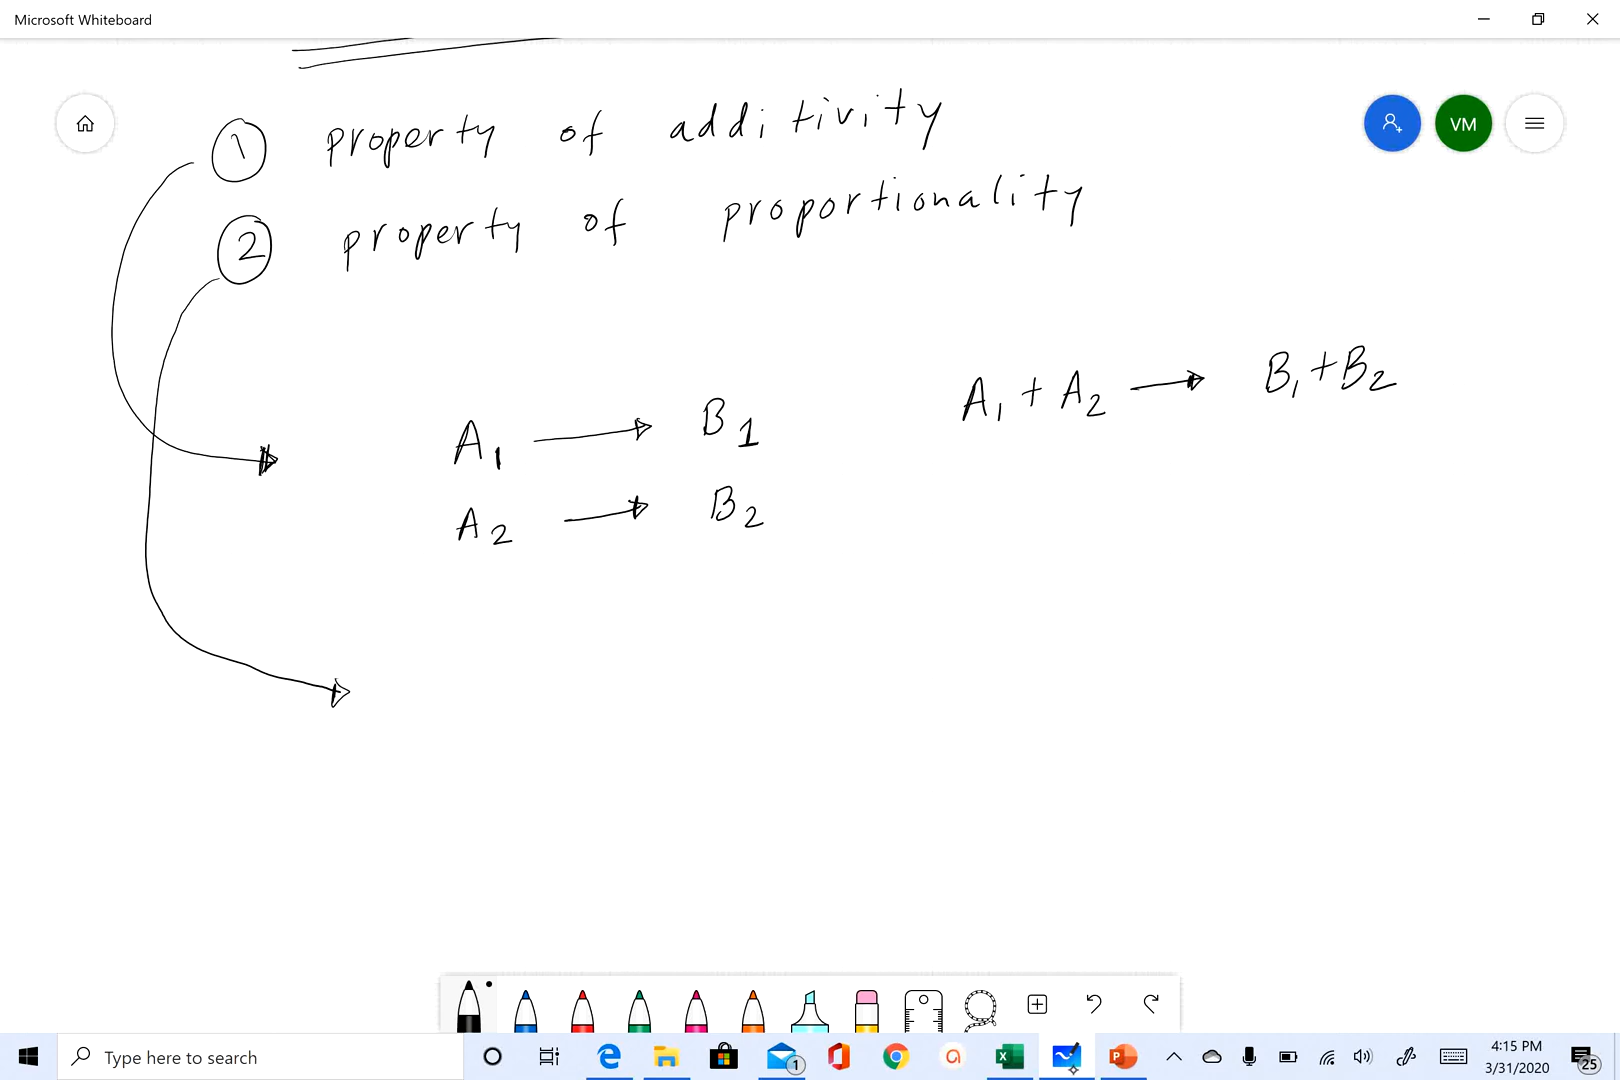 Microsoft Whiteboard
1 property of additivity
VM
2 property of proportionality
A1 + A2 → B1 + B2
A1 → B1
A2 → B2
Type here to search
1
4:15 PM
3/31/2020
25